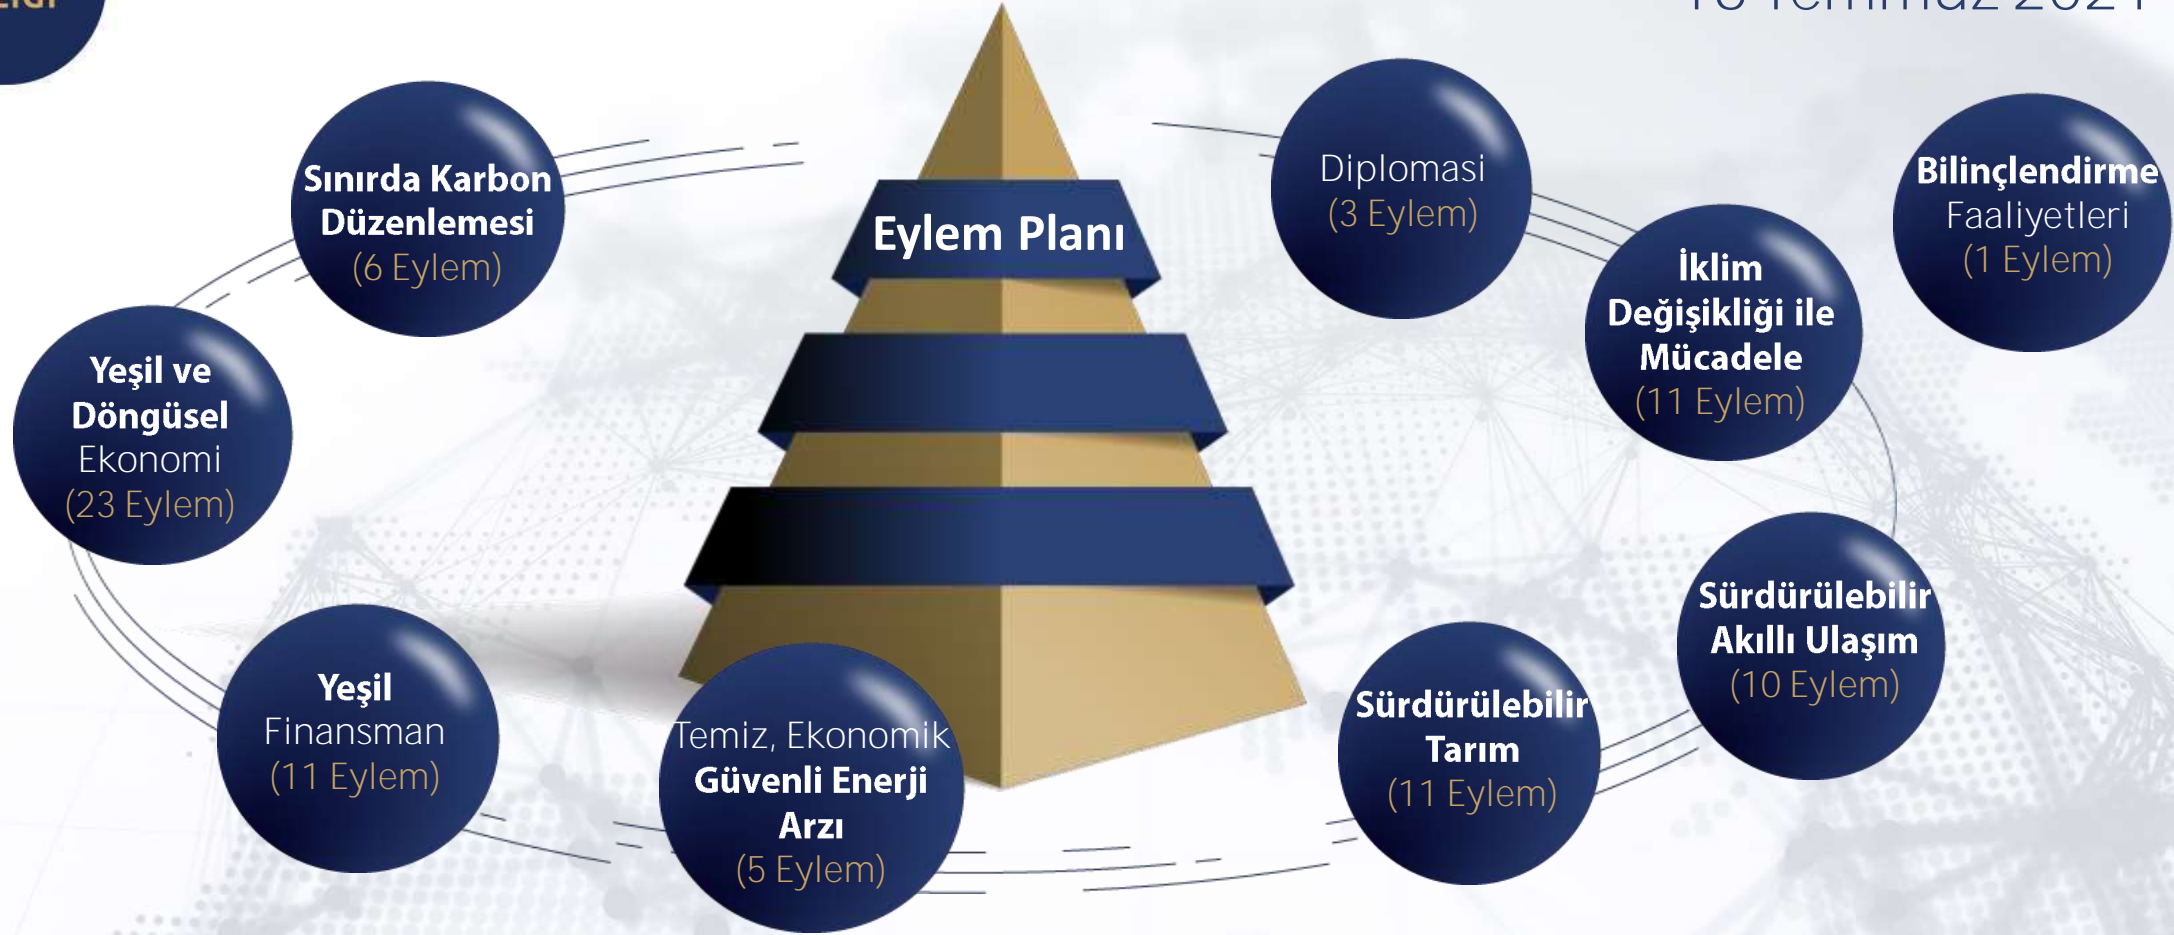 Temmuz
Sınırda Karbon
Düzenlemesi
(6 Eylem)
Eylem Planı
Diplomasi
(3 Eylem)
Bilinçlendirme
Faaliyetleri
(1 Eylem)
İklim
Değişikliği ile
Mücadele
(11 Eylem)
Yeşil ve
Döngüsel
Ekonomi
(23 Eylem)
Sürdürülebilir
Akıllı Ulaşım
(10 Eylem)
Yeşil
Finansman
(11 Eylem)
Temiz, Ekonomik
Güvenli Enerji
Arzı
(5 Eylem)
Sürdürülebilir
Tarım
(11 Eylem)